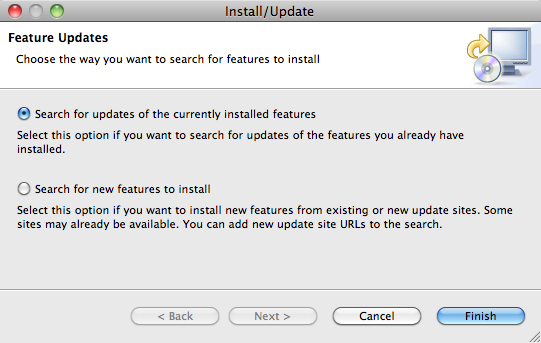 Install/Update
Feature Updates
Choose the way you want to search for features to install
Search for updates of the currently installed features
Select this option if you want to search for updates of the features you already have
installed.
Search for new features to install
Select this option if you want to install new features from existing or new update sites. Some
sites may already be available. You can add new update site URLs to the search.
< Back
Next >
Cancel
Finish